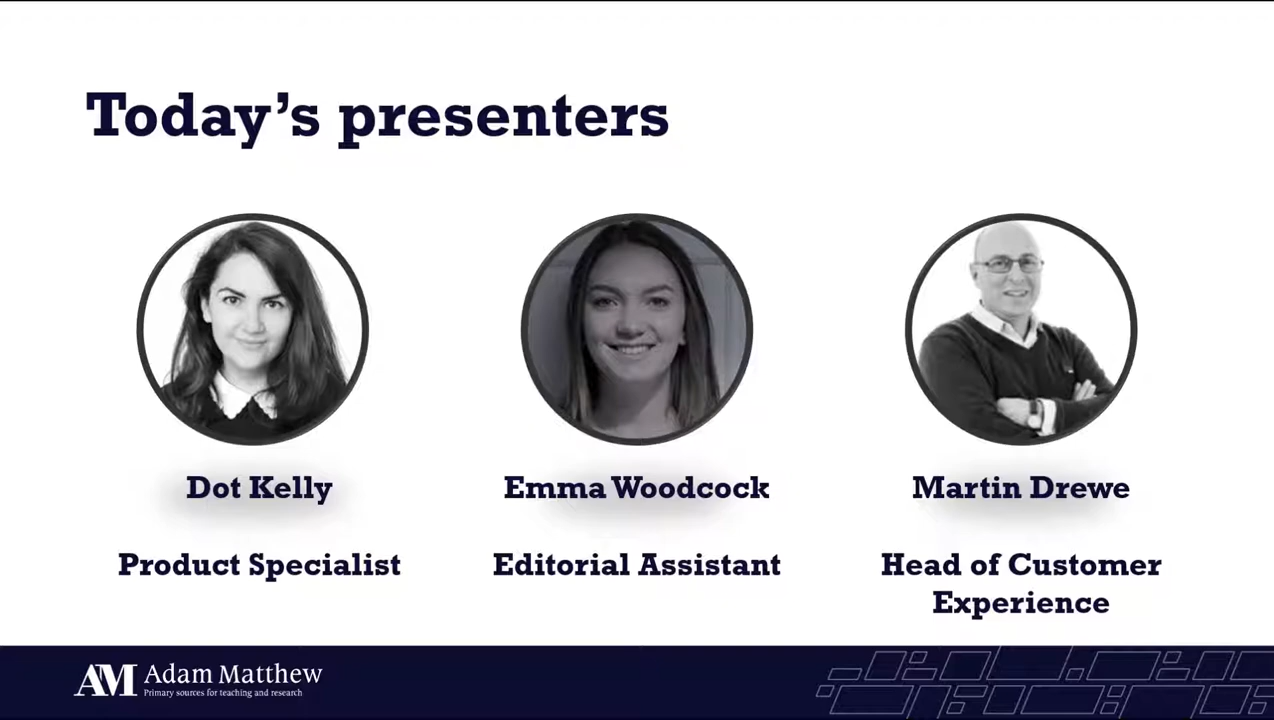 Today’s presenters
Dot Kelly
Emma Woodcock
Martin Drewe
Product Specialist
Editorial Assistant
Head of Customer
Experience
AM Adam Matthew
Primary sources for teaching and research